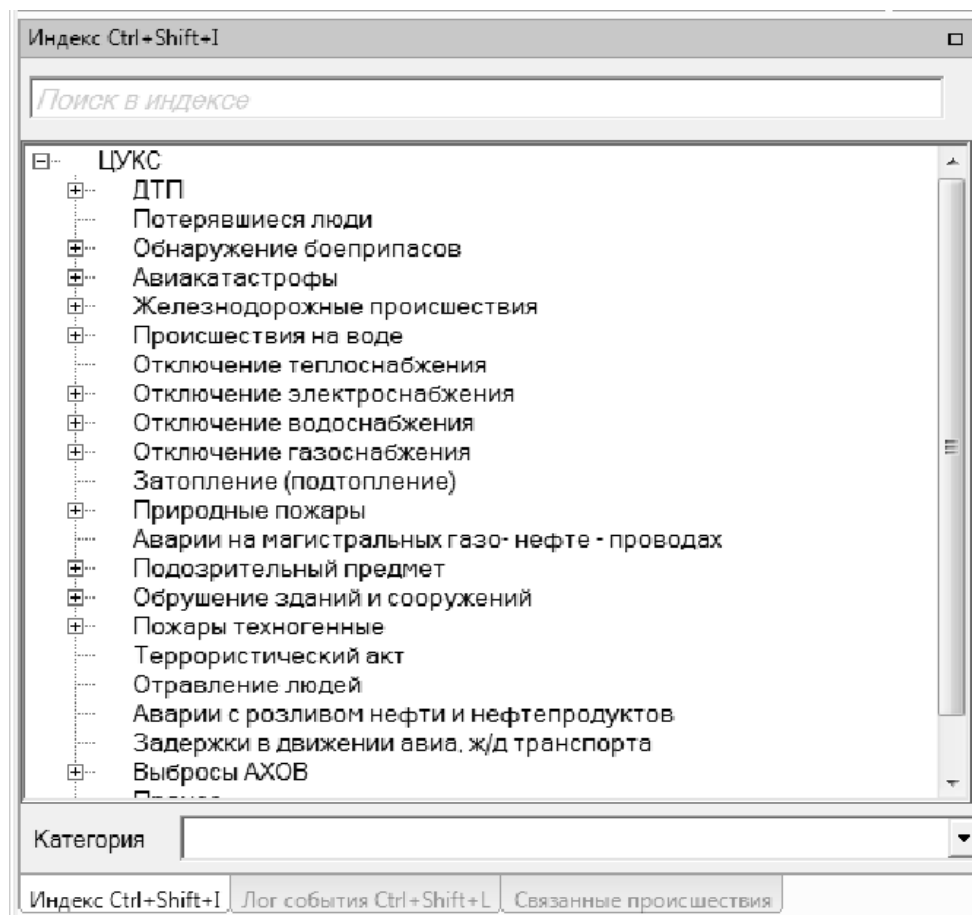 Индекс Ctrl+Shift+I
Поиск в индексе
ЦУКС
ДТП
Потерявшиеся люди
Обнаружение боеприпасов
Авиакатастрофы
Железнодорожные происшествия
Происшествия на воде
Отключение теплоснабжения
Отключение электроснабжения
Отключение водоснабжения
Отключение газоснабжения
Затопление (подтопление)
Природные пожары
Аварии на магистральных газо- нефте - проводах
Подозрительный предмет
Обрушение зданий и сооружений
Пожары техногенные
Террористический акт
Отравление людей
Аварии с розливом нефти и нефтепродуктов
Задержки в движении авиа, ж/д транспорта
Выбросы АХОВ
Категория
Индекс Ctrl+Shift+I Лог события Ctrl+Shift+L Связанные происшествия